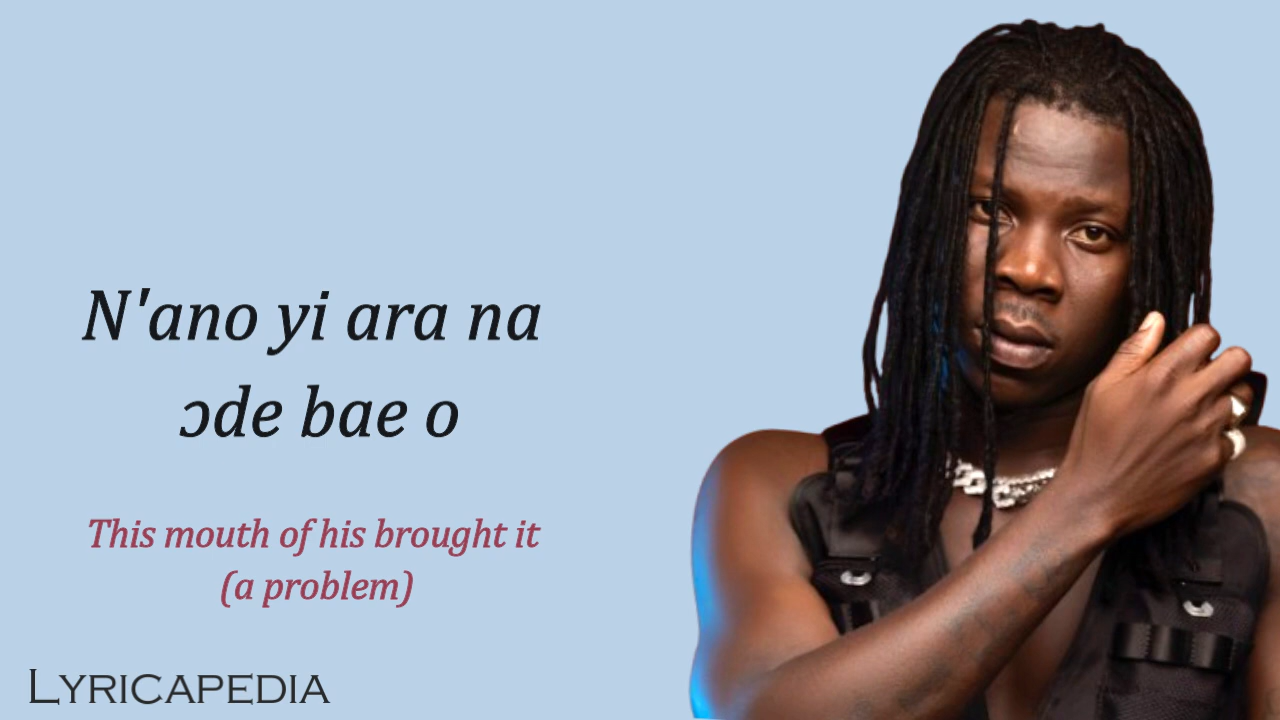 N'ano yi ara na
ɔde bae o
This mouth of his brought it
(a problem)
LYRICAPEDIA